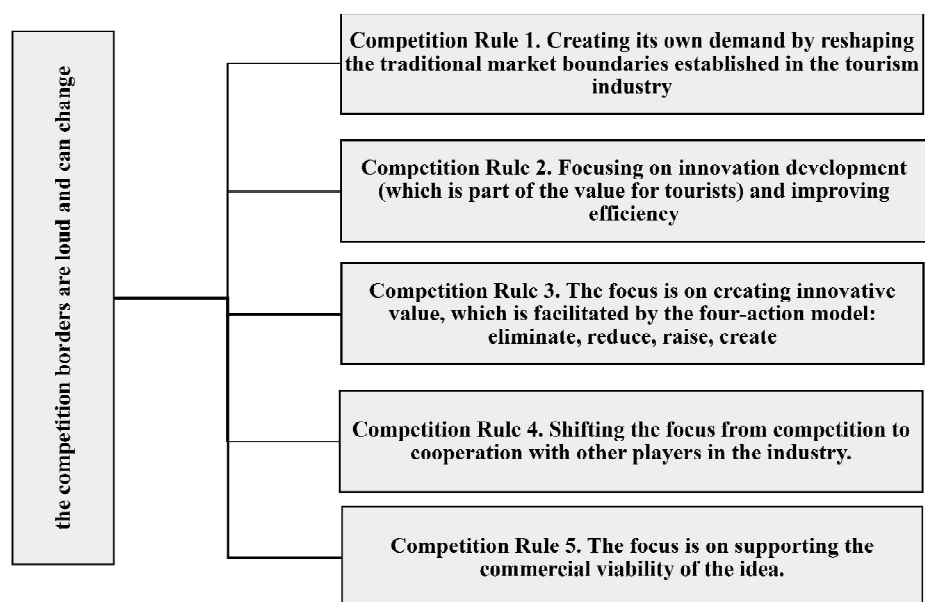 the competition borders are loud and can change
Competition Rule 1. Creating its own demand by reshaping
the traditional market boundaries established in the tourism
industry
Competition Rule 2. Focusing on innovation development
(which is part of the value for tourists) and improving
efficiency
Competition Rule 3. The focus is on creating innovative
value, which is facilitated by the four-action model:
eliminate, reduce, raise, create
Competition Rule 4. Shifting the focus from competition to
cooperation with other players in the industry.
Competition Rule 5. The focus is on supporting the
commercial viability of the idea.